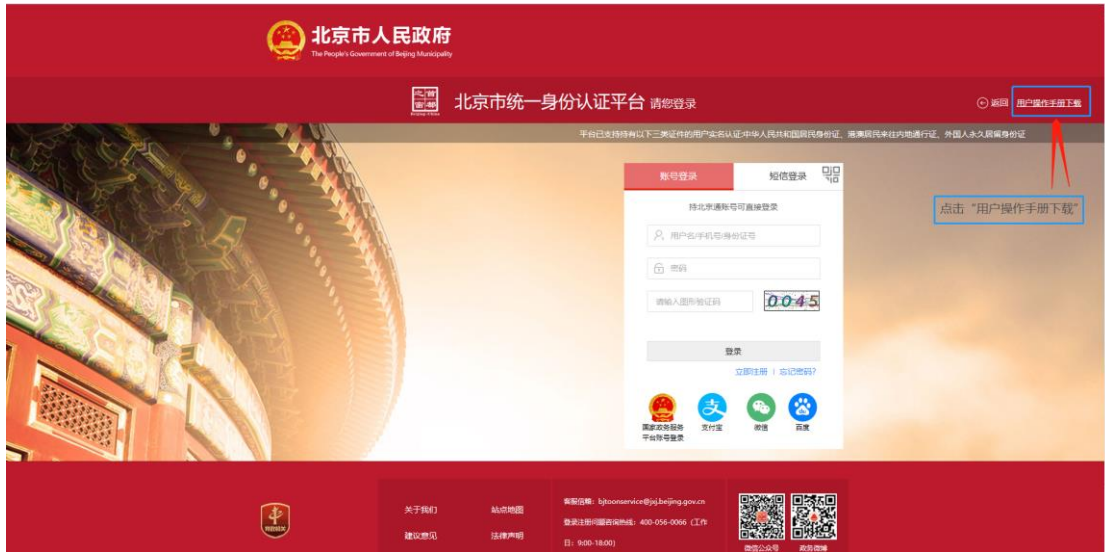 北京市人民政府
The People's Government of Beijing Municipality
首都之窗
北京市统一身份认证平台 请您登录
返回 用户操作手册下载
平台已支持持有以下三类证件的用户实名认证:中华人民共和国居民身份证、港澳居民来往内地通行证、外国人永久居留身份证
账号登录 短信登录
持北京通账号可直接登录
点击“用户操作手册下载”
用户名/手机号/身份证号
密码
请输入图形验证码 0045
登录
立即注册 | 忘记密码?
国家政务服务平台账号登录 支付宝 微信 百度
关于我们 站点地图
建议意见 法律声明
客服信箱: bjtoonservice@jxj.beijing.gov.cn
登录注册问题咨询热线: 400-056-0066 (工作
日: 9:00-18:00)
微信公众号 政务微博